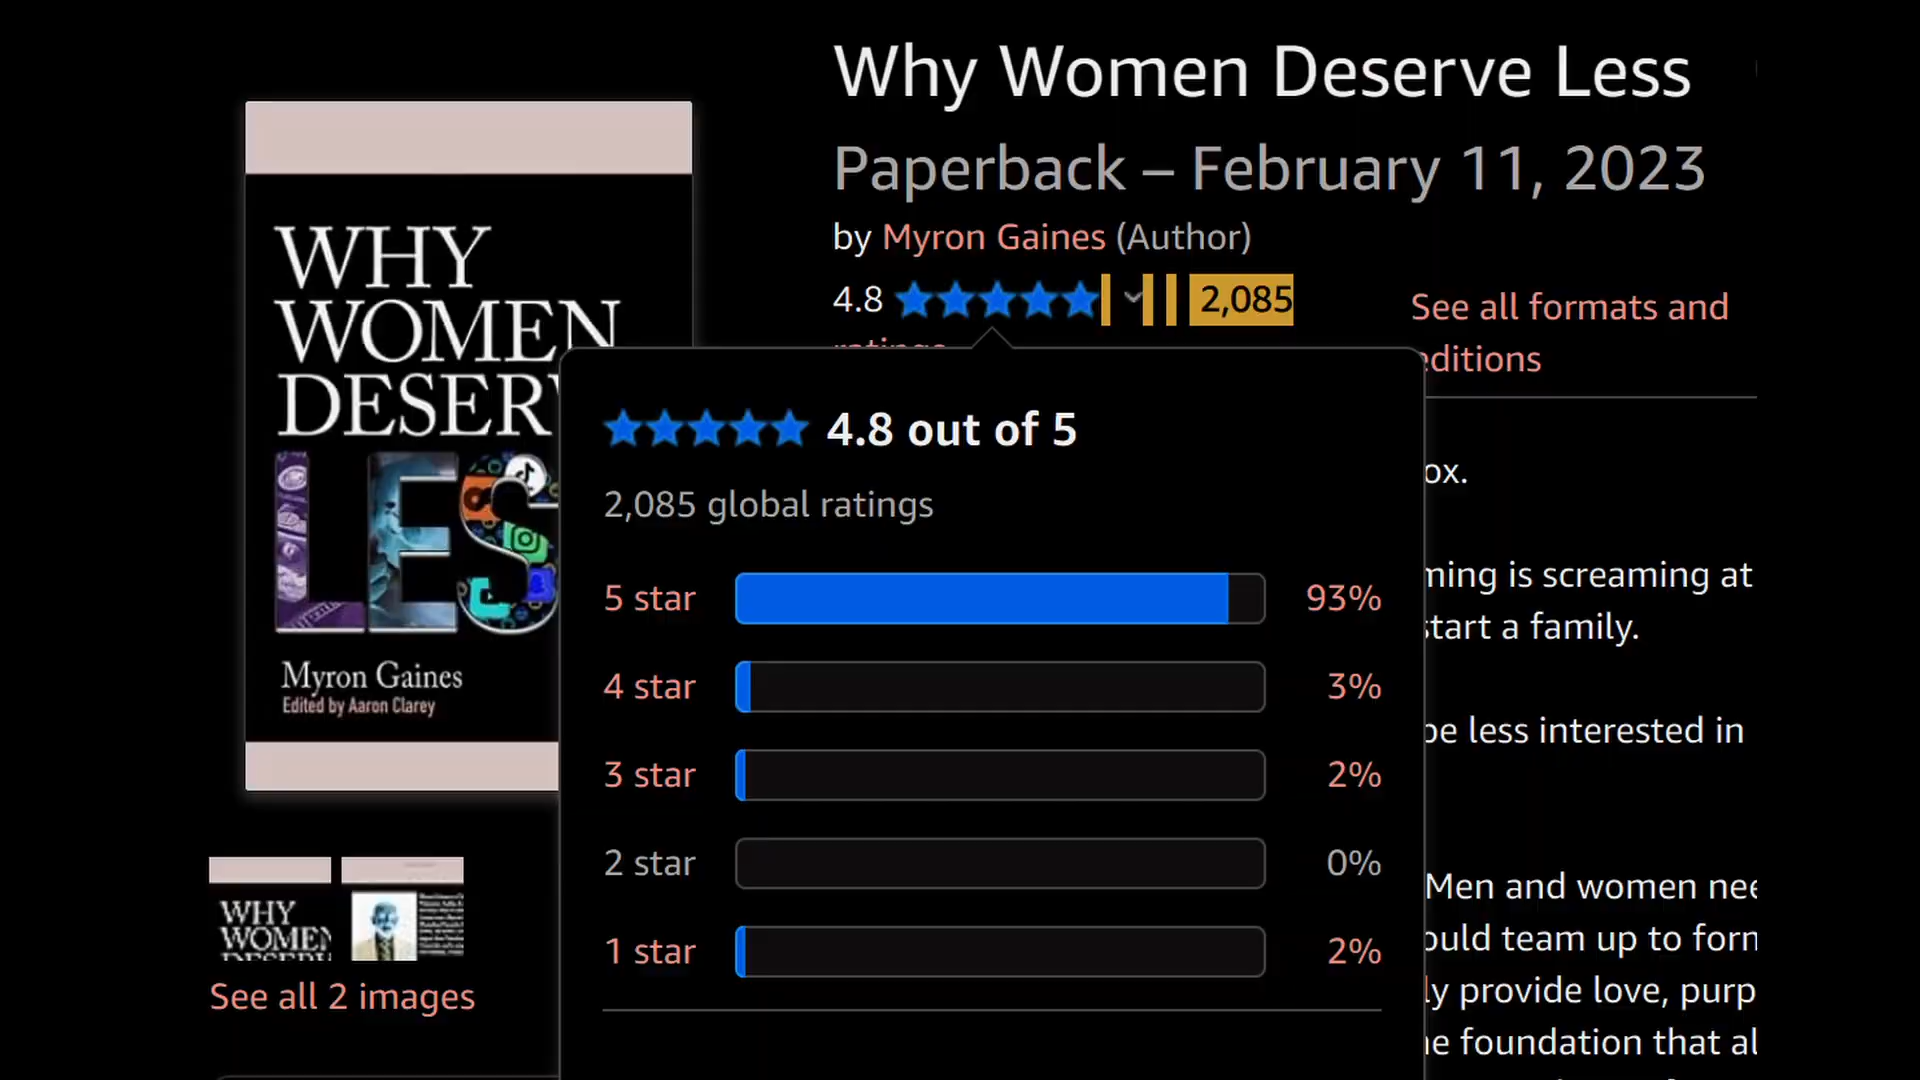 Why Women Deserve Less
Paperback – February 11, 2023
by Myron Gaines (Author)
4.8 2,085
ratings
See all formats and
editions
WHY
WOMEN
DESERV
LES
Myron Gaines
Edited by Aaron Clarey
4.8 out of 5
2,085 global ratings
5 star 93%
4 star 3%
3 star 2%
2 star 0%
1 star 2%
ox.
ming is screaming at
start a family.
be less interested in
Men and women nee
ould team up to form
ly provide love, purp
e foundation that al
WHY
WOMEN
DESERV
See all 2 images